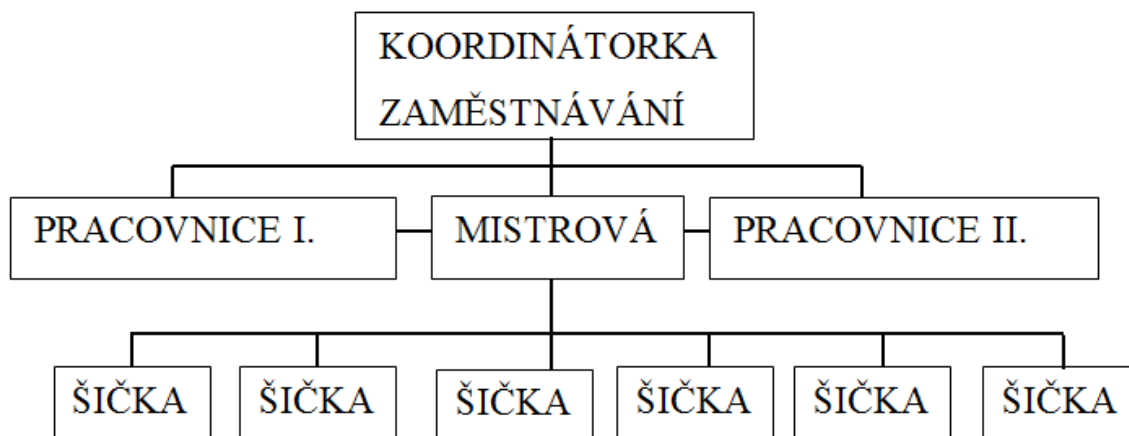 KOORDINÁTORKA
ZAMĚSTNÁVÁNÍ
PRACOVNICE I.
MISTROVÁ
PRACOVNICE II.
ŠIČKA
ŠIČKA
ŠIČKA
ŠIČKA
ŠIČKA
ŠIČKA